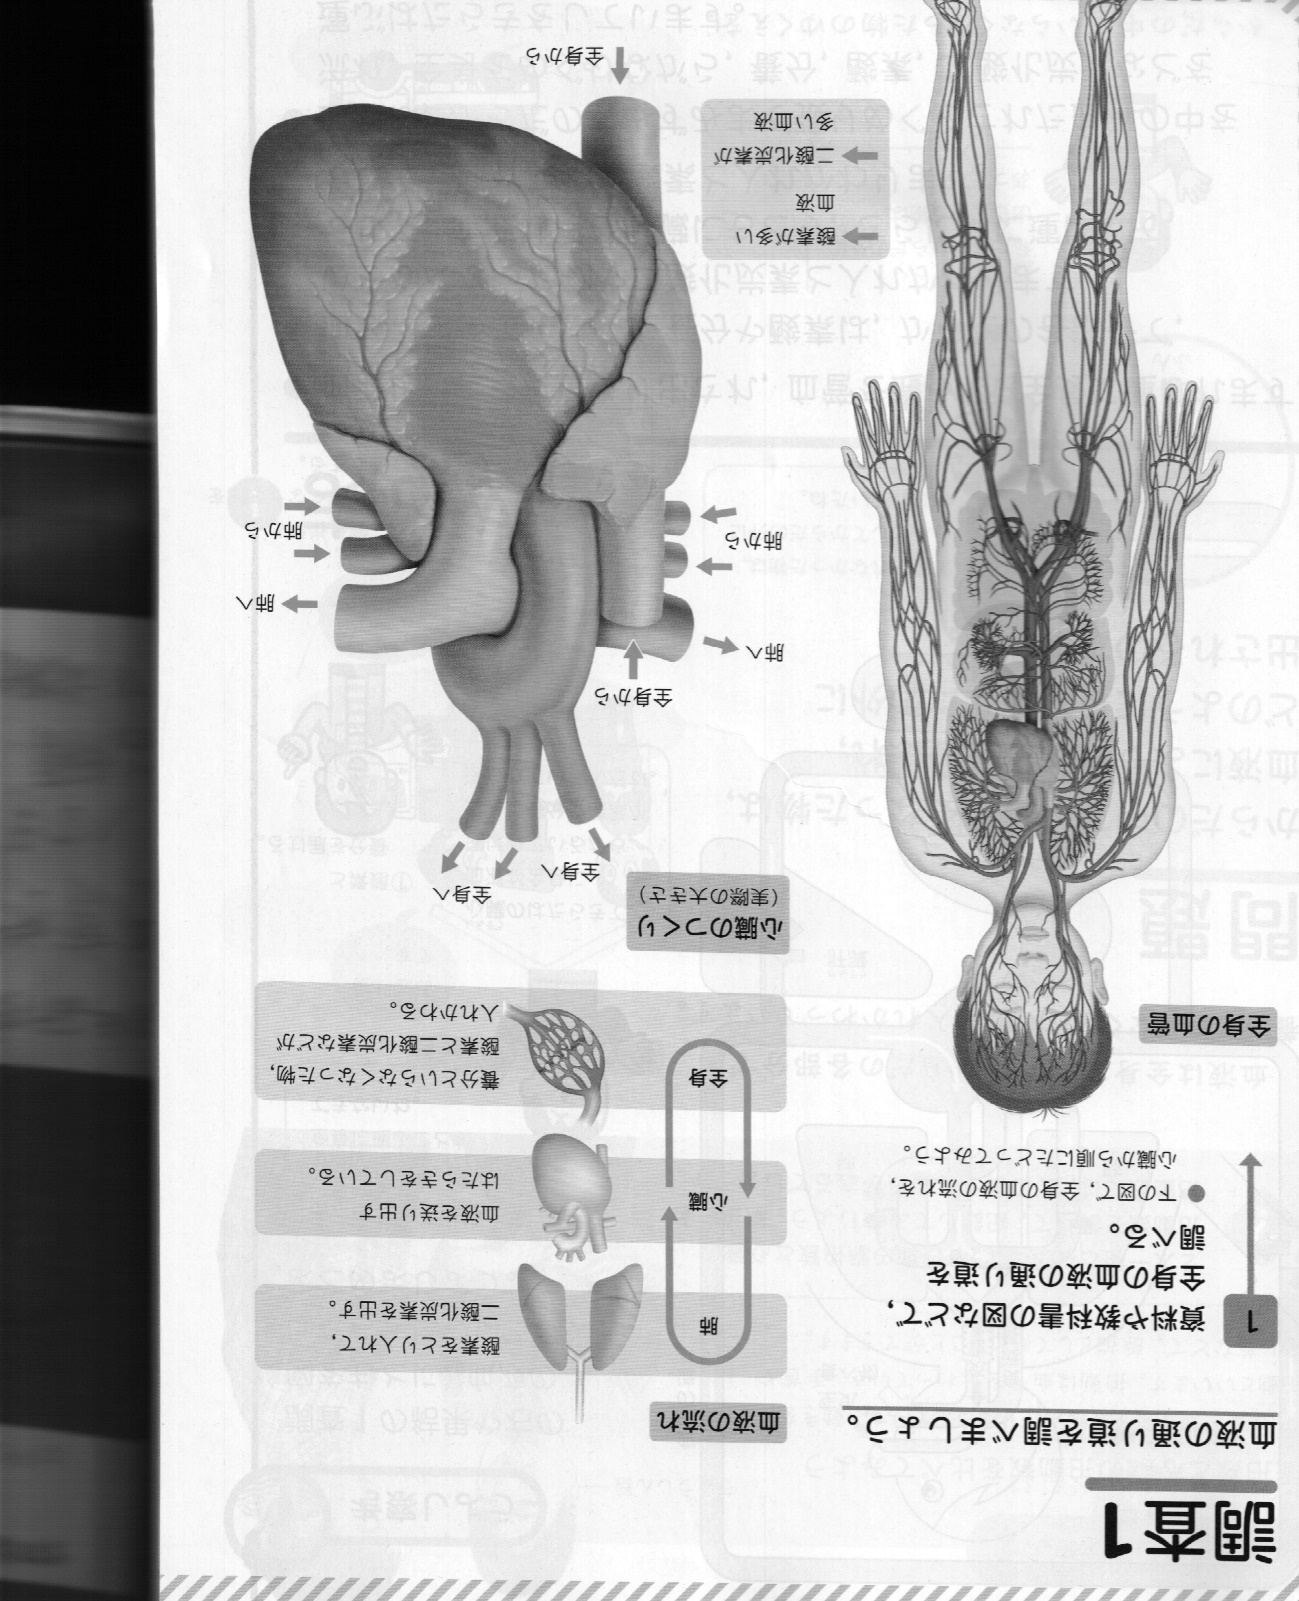 調査1
血液の通り道を調べましょう。
1
資料や教科書の図などで、
全身の血液の通り道を
調べる。
●下の図で、全身の血液の流れを、
心臓から順にたどってみよう。
全身の血管
血液の流れ
肺
酸素をとり入れて、
二酸化炭素を出す。
心臓
血液を送り出す
はたらきをしている。
全身
養分といらなくなった物、
酸素と二酸化炭素などが
入れかわる。
心臓のつくり
(実際の大きさ)
全身へ
全身へ
全身から
肺へ
肺へ
肺から
肺から
酸素が多い
血液
二酸化炭素が
多い血液
全身から